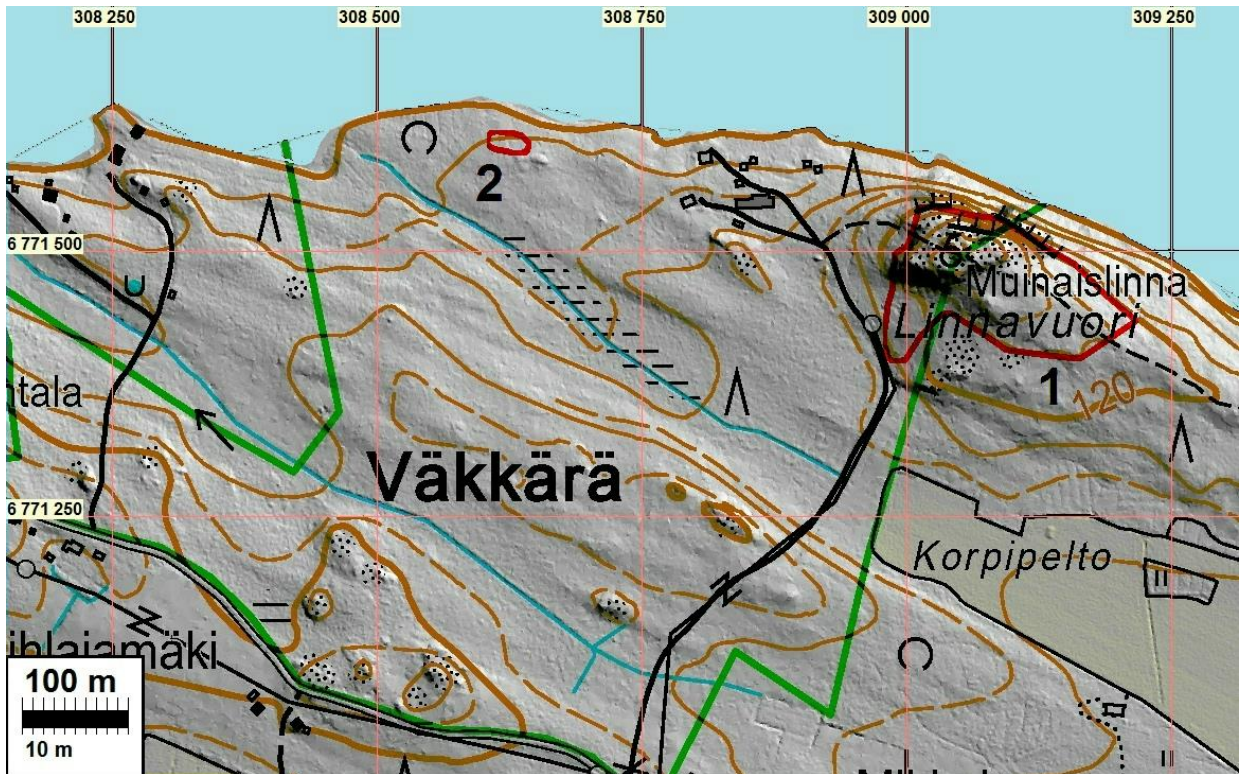 308 250
308 500
308 750
309 000
309 250
2
6 771 500
Muinaislinna
Linnavuori
1
120
ntala
Väkkärä
6 771 250
Korpipelto
ihlajamäki
100 m
10 m